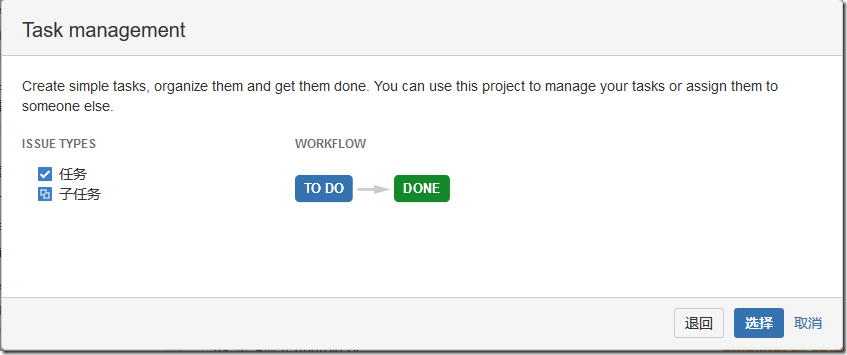 Task management
Create simple tasks, organize them and get them done. You can use this project to manage your tasks or assign them to
someone else.
ISSUE TYPES
WORKFLOW
任务
子任务
TO DO
DONE
退回
选择
取消